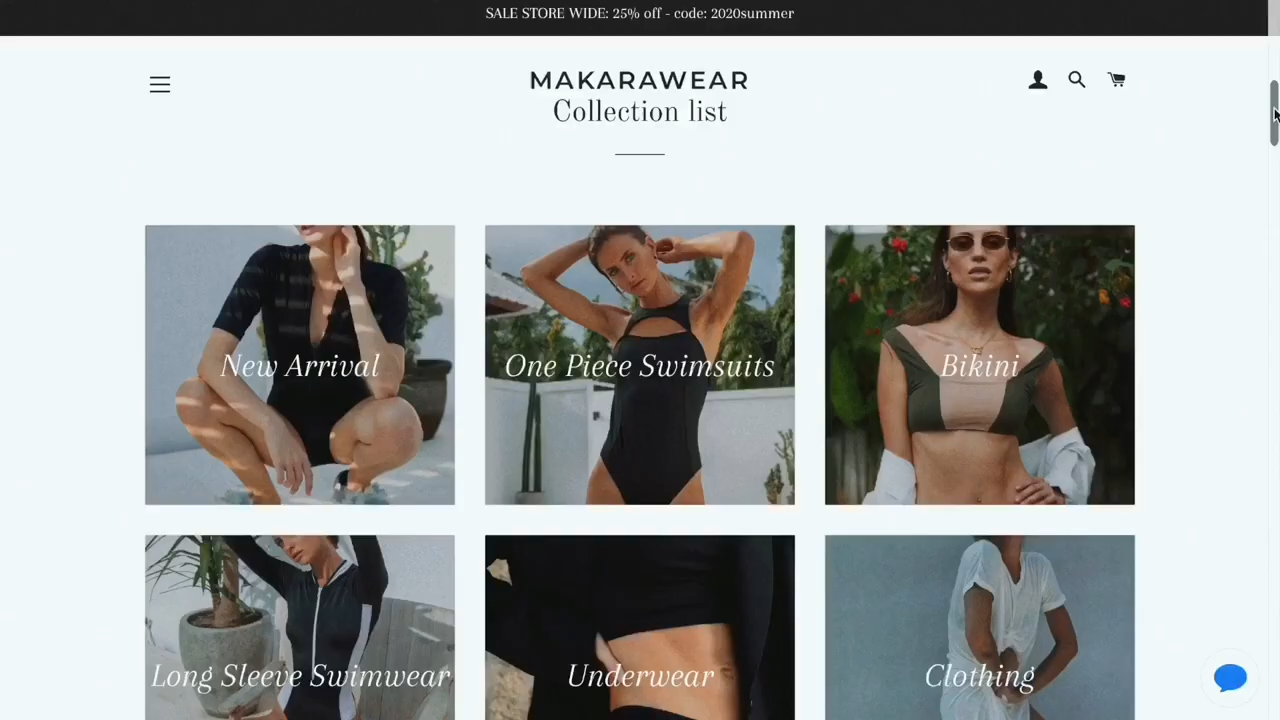 SALE STORE WIDE: 25% off - code: 2020summer
MAKARAWEAR
Collection list
New Arrival
One Piece Swimsuits
Bikini
Long Sleeve Swimwear
Underwear
Clothing